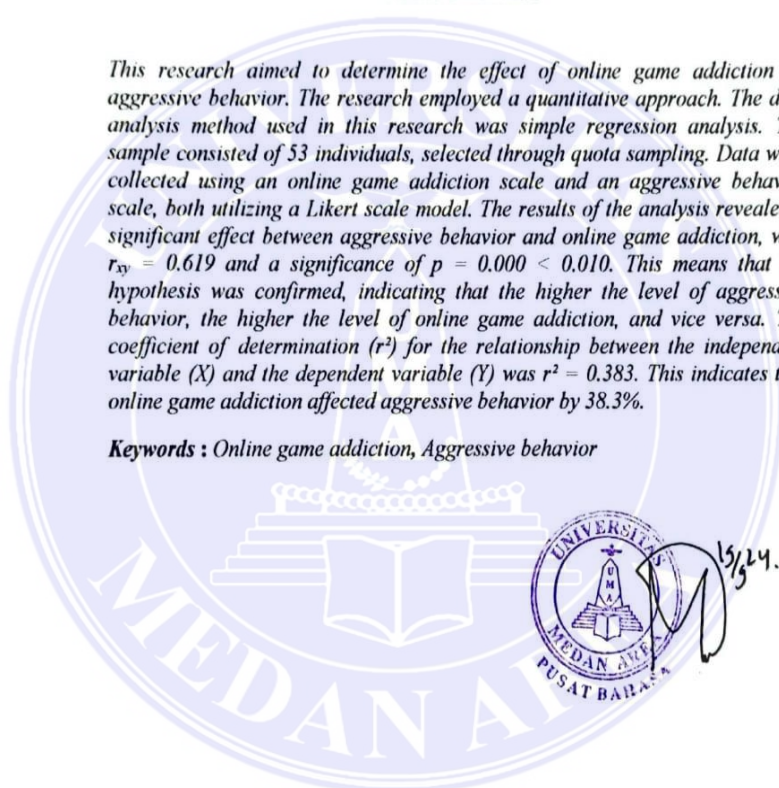 This research aimed to determine the effect of online game addiction
aggressive behavior. The research employed a quantitative approach. The d
analysis method used in this research was simple regression analysis. T
sample consisted of 53 individuals, selected through quota sampling. Data w
collected using an online game addiction scale and an aggressive behav
scale, both utilizing a Likert scale model. The results of the analysis reveale
significant effect between aggressive behavior and online game addiction, w
rxy = 0.619 and a significance of p = 0.000 < 0.010. This means that
hypothesis was confirmed, indicating that the higher the level of aggress
behavior, the higher the level of online game addiction, and vice versa. T
coefficient of determination (r²) for the relationship between the independ
variable (X) and the dependent variable (Y) was r² = 0.383. This indicates t
online game addiction affected aggressive behavior by 38.3%.
Keywords : Online game addiction, Aggressive behavior
UNIVERSITAS
UMA
MEDAN AREA
PUSAT BAHASA
UNIVERSITAS
MEDAN AREA